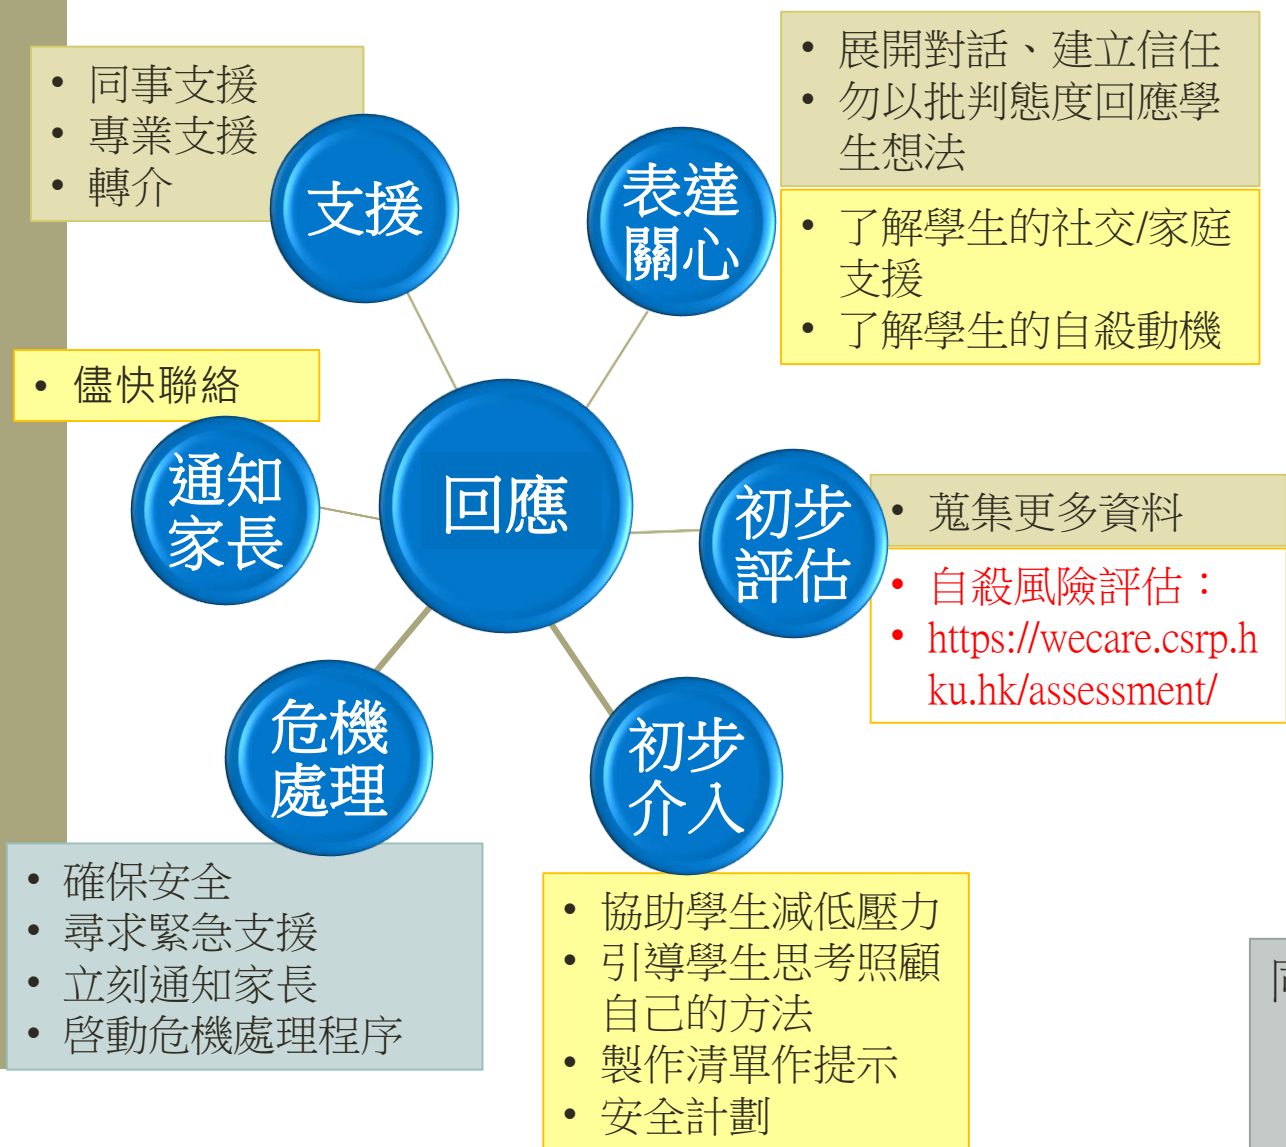 • 同事支援
• 專業支援
• 轉介
支援
• 展開對話、建立信任
• 勿以批判態度回應學
生想法
表達
關心
• 了解學生的社交/家庭
支援
• 了解學生的自殺動機
• 儘快聯絡
通知
家長
回應
初步
評估
• 蒐集更多資料
• 自殺風險評估：
• https://wecare.csrp.h
ku.hk/assessment/
危機
處理
• 確保安全
• 尋求緊急支援
• 立刻通知家長
• 啓動危機處理程序
初步
介入
• 協助學生減低壓力
• 引導學生思考照顧
自己的方法
• 製作清單作提示
• 安全計劃